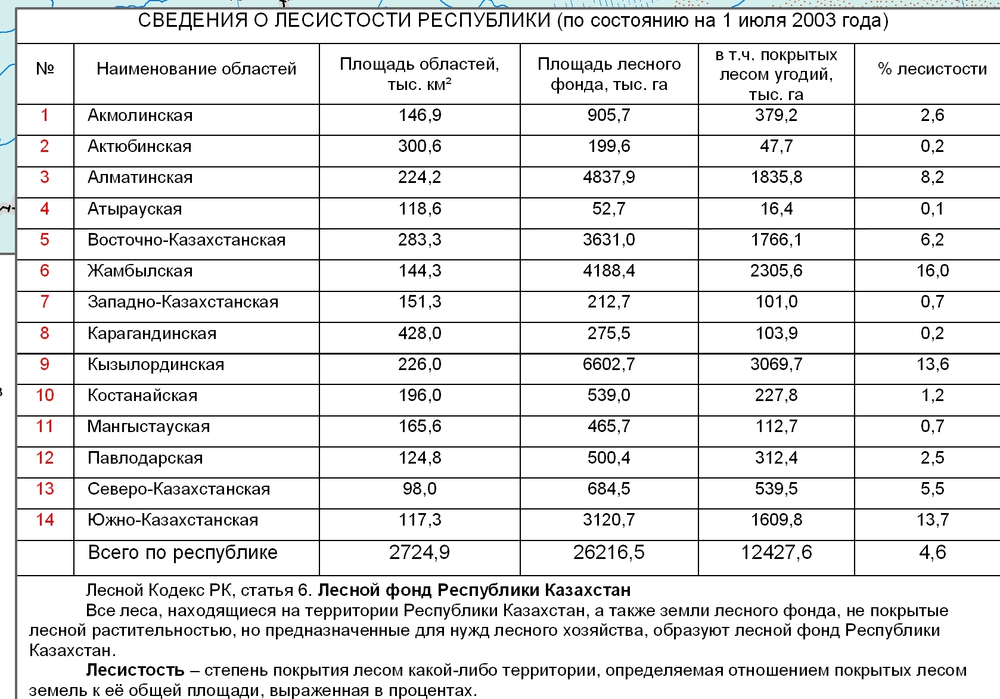 СВЕДЕНИЯ О ЛЕСИСТОСТИ РЕСПУБЛИКИ (по состоянию на 1 июля 2003 года)
№ Наименование областей Площадь областей, тыс. км² Площадь лесного фонда, тыс. га в т.ч. покрытых лесом угодий, тыс. га % лесистости
1 Акмолинская 146,9 905,7 379,2 2,6
2 Актюбинская 300,6 199,6 47,7 0,2
3 Алматинская 224,2 4837,9 1835,8 8,2
4 Атырауская 118,6 52,7 16,4 0,1
5 Восточно-Казахстанская 283,3 3631,0 1766,1 6,2
6 Жамбылская 144,3 4188,4 2305,6 16,0
7 Западно-Казахстанская 151,3 212,7 101,0 0,7
8 Карагандинская 428,0 275,5 103,9 0,2
9 Кызылординская 226,0 6602,7 3069,7 13,6
10 Костанайская 196,0 539,0 227,8 1,2
11 Мангыстауская 165,6 465,7 112,7 0,7
12 Павлодарская 124,8 500,4 312,4 2,5
13 Северо-Казахстанская 98,0 684,5 539,5 5,5
14 Южно-Казахстанская 117,3 3120,7 1609,8 13,7
Всего по республике 2724,9 26216,5 12427,6 4,6
Лесной Кодекс РК, статья 6. Лесной фонд Республики Казахстан
Все леса, находящиеся на территории Республики Казахстан, а также земли лесного фонда, не покрытые
лесной растительностью, но предназначенные для нужд лесного хозяйства, образуют лесной фонд Республики
Казахстан.
Лесистость – степень покрытия лесом какой-либо территории, определяемая отношением покрытых лесом
земель к её общей площади, выраженная в процентах.